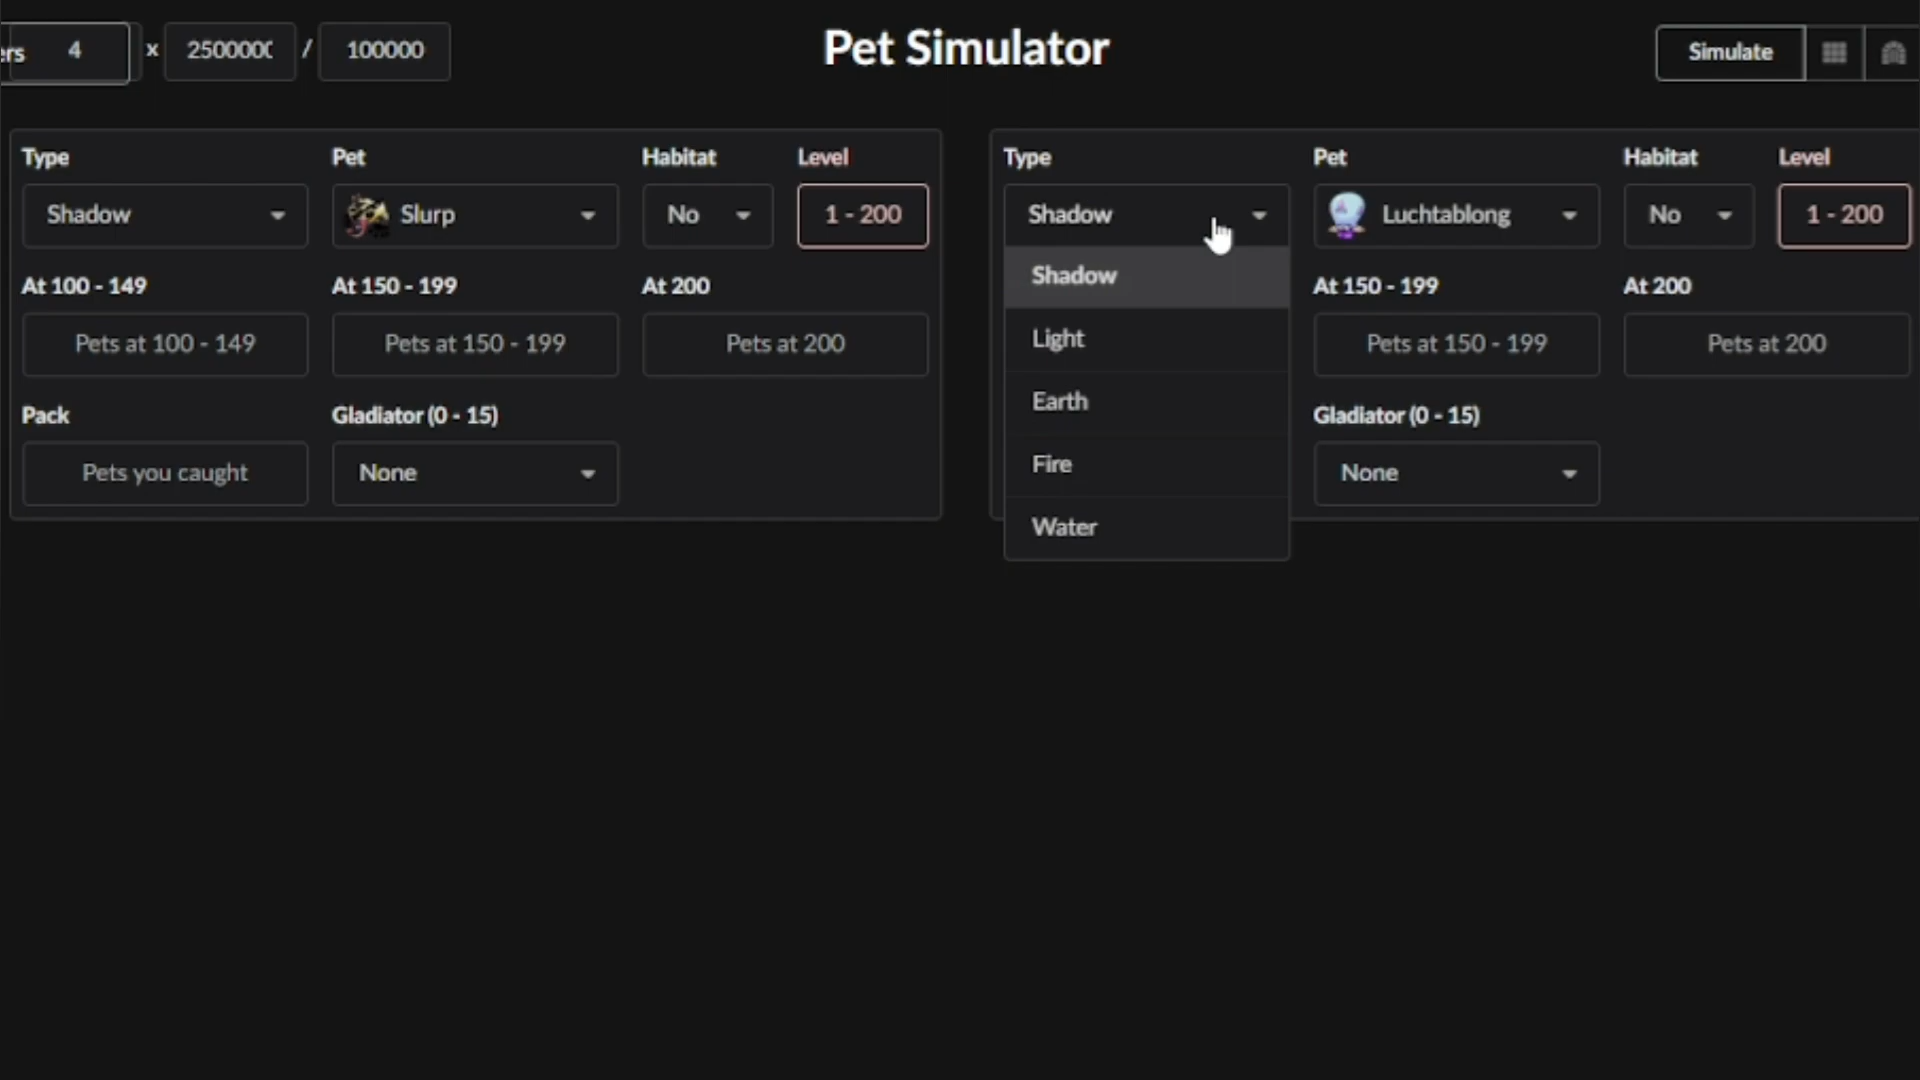 ers 4 x 2500000 / 100000
Pet Simulator
Simulate
Type Pet Habitat Level
Shadow Slurp No 1 - 200
At 100 - 149 At 150 - 199 At 200
Pets at 100 - 149 Pets at 150 - 199 Pets at 200
Pack Gladiator (0 - 15)
Pets you caught None
Type Pet Habitat Level
Shadow Luchtablong No 1 - 200
Shadow
Light
Earth
Fire
Water
At 150 - 199 At 200
Pets at 150 - 199 Pets at 200
Gladiator (0 - 15)
None